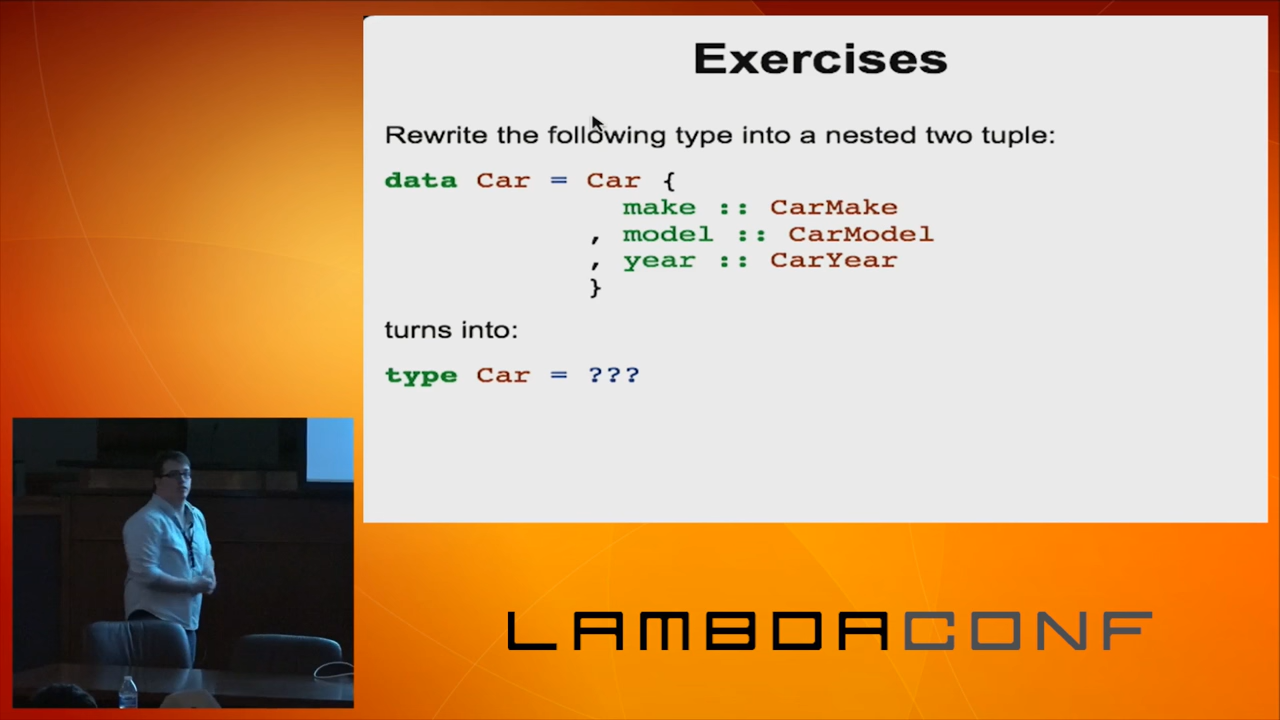 Exercises
Rewrite the following type into a nested two tuple:
data Car = Car {
make :: CarMake
, model :: CarModel
, year :: CarYear
}
turns into:
type Car = ???
LAMBDACONF